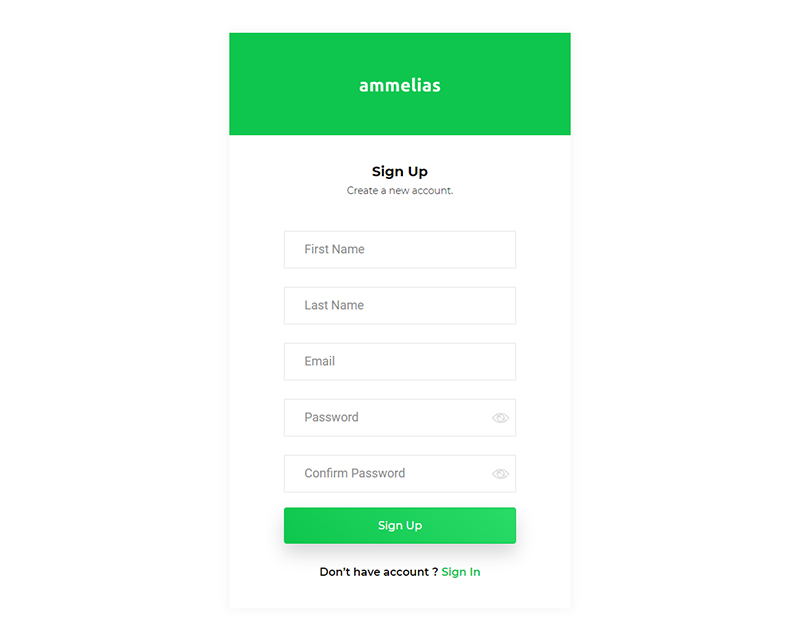 ammelias
Sign Up
Create a new account.
First Name
Last Name
Email
Password
Confirm Password
Sign Up
Don't have account ? Sign In